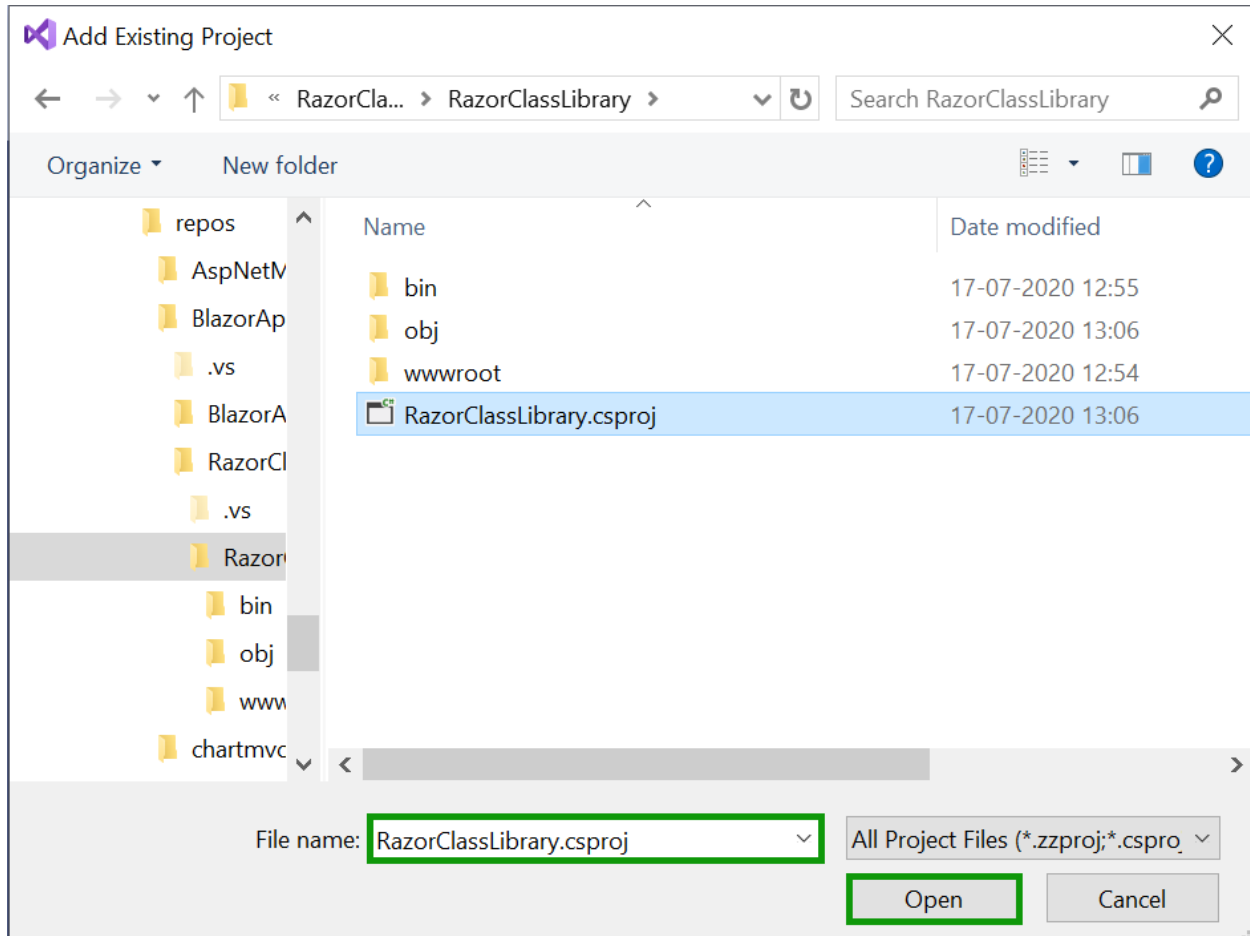 Add Existing Project
« RazorCla... > RazorClassLibrary >
Search RazorClassLibrary
Organize
New folder
?
repos
AspNetM
BlazorAp
.vs
BlazorA
RazorCl
.vs
Razor
bin
obj
www
chartmvc
Name
Date modified
bin 17-07-2020 12:55
obj 17-07-2020 13:06
wwwroot 17-07-2020 12:54
C# RazorClassLibrary.csproj 17-07-2020 13:06
File name: RazorClassLibrary.csproj
All Project Files (*.zzproj;*.csproj
Open
Cancel